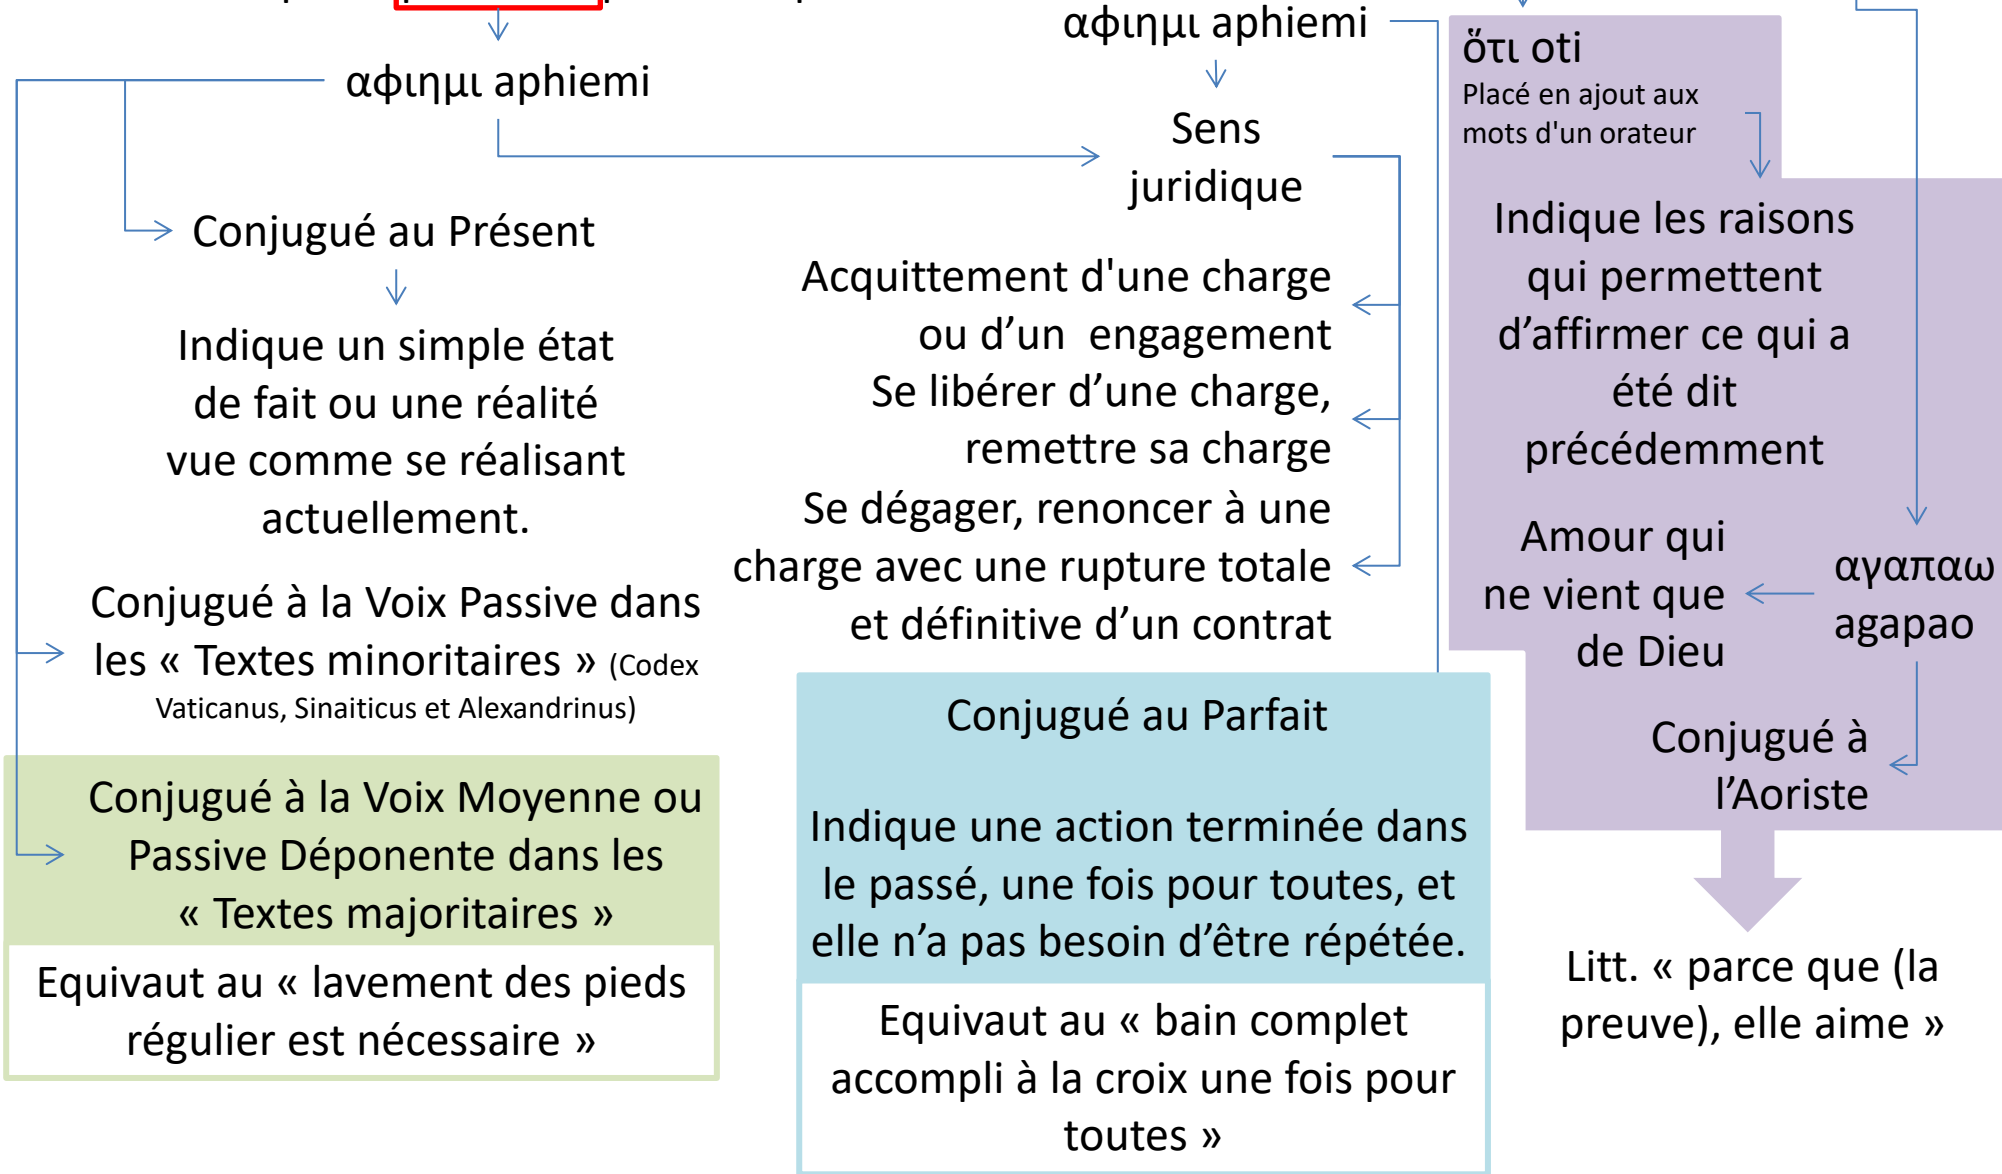 αφιημι aphiemi
Conjugué au Présent
Indique un simple état
de fait ou une réalité
vue comme se réalisant
actuellement.
Conjugué à la Voix Passive dans
les « Textes minoritaires » (Codex
Vaticanus, Sinaiticus et Alexandrinus)
Conjugué à la Voix Moyenne ou
Passive Déponente dans les
« Textes majoritaires »
Equivaut au « lavement des pieds
régulier est nécessaire »
αφιημι aphiemi
Sens
juridique
Acquittement d'une charge
ou d’un engagement
Se libérer d’une charge,
remettre sa charge
Se dégager, renoncer à une
charge avec une rupture totale
et définitive d’un contrat
Conjugué au Parfait
Indique une action terminée dans
le passé, une fois pour toutes, et
elle n’a pas besoin d’être répétée.
Equivaut au « bain complet
accompli à la croix une fois pour
toutes »
ὅτι oti
Placé en ajout aux
mots d'un orateur
Indique les raisons
qui permettent
d’affirmer ce qui a
été dit
précédemment
Amour qui
ne vient que
de Dieu
αγαπαω
agapao
Conjugué à
l’Aoriste
Litt. « parce que (la
preuve), elle aime »